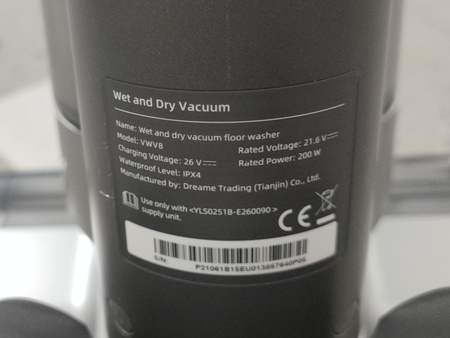 Wet and Dry Vacuum
Name: Wet and dry vacuum floor washer
Model: VWV8
Rated Voltage: 21.6 V⎓
Charging Voltage: 26 V⎓
Rated Power: 200 W
Waterproof Level: IPX4
Manufactured by: Dreame Trading (Tianjin) Co., Ltd.
Use only with <YLS0251B-E260090>
supply unit.
CE
S/N: